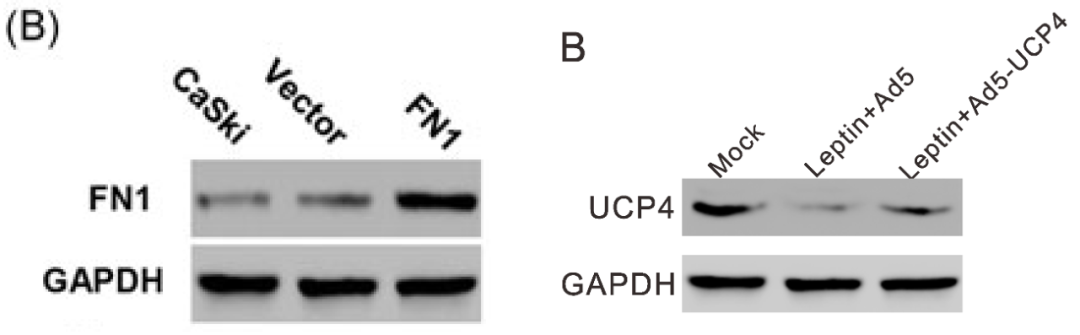 (B)
CaSki Vector FN1
FN1
GAPDH
B
Mock Leptin+Ad5 Leptin+Ad5-UCP4
UCP4
GAPDH